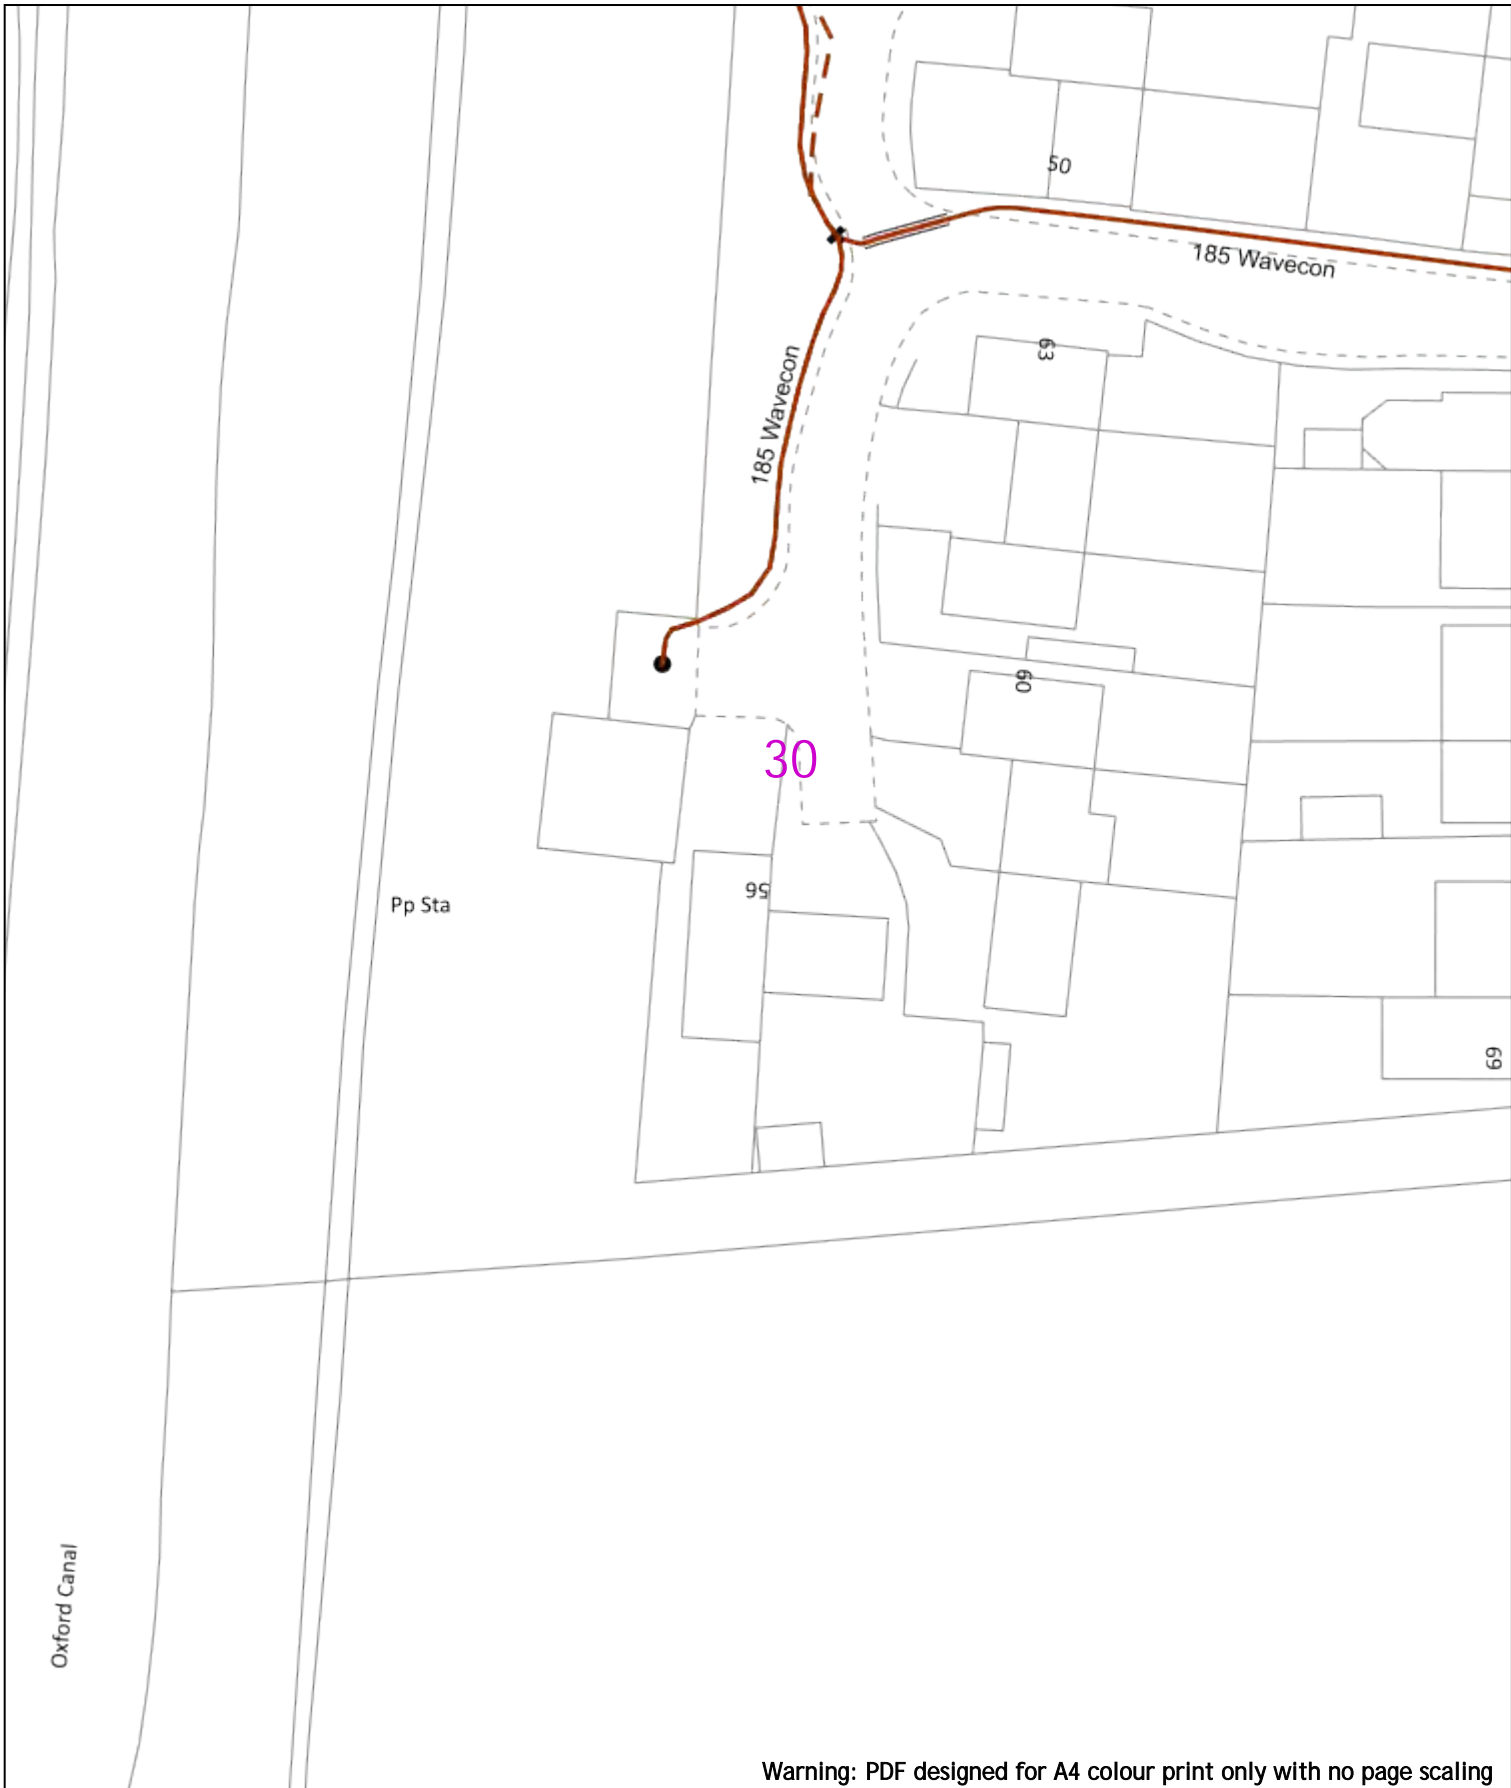 50
185 Wavecon
63
185 Wavecon
60
30
56
Pp Sta
69
Oxford Canal
Warning: PDF designed for A4 colour print only with no page scaling